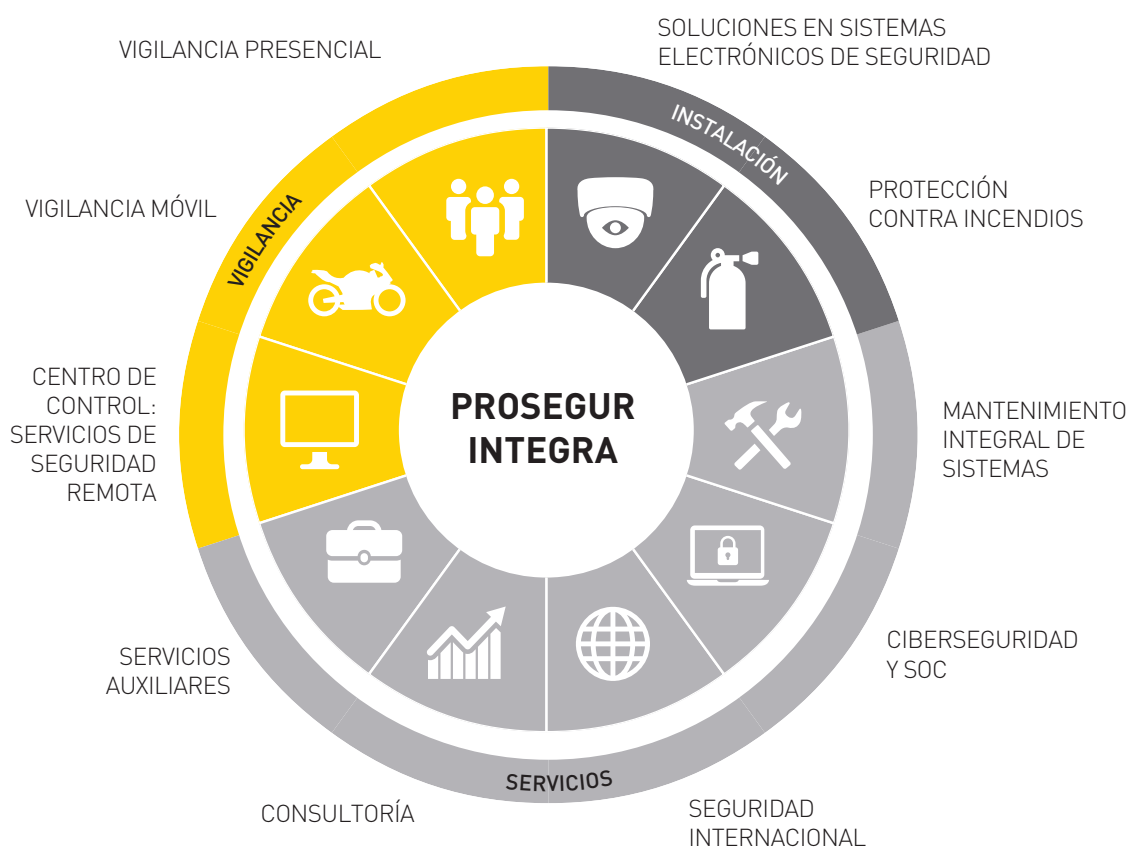 VIGILANCIA PRESENCIAL
SOLUCIONES EN SISTEMAS
ELECTRÓNICOS DE SEGURIDAD
INSTALACIÓN
VIGILANCIA MÓVIL
VIGILANCIA
PROTECCIÓN
CONTRA INCENDIOS
CENTRO DE
CONTROL:
SERVICIOS DE
SEGURIDAD
REMOTA
PROSEGUR
INTEGRA
MANTENIMIENTO
INTEGRAL DE
SISTEMAS
SERVICIOS
AUXILIARES
CIBERSEGURIDAD
Y SOC
SERVICIOS
CONSULTORÍA
SEGURIDAD
INTERNACIONAL